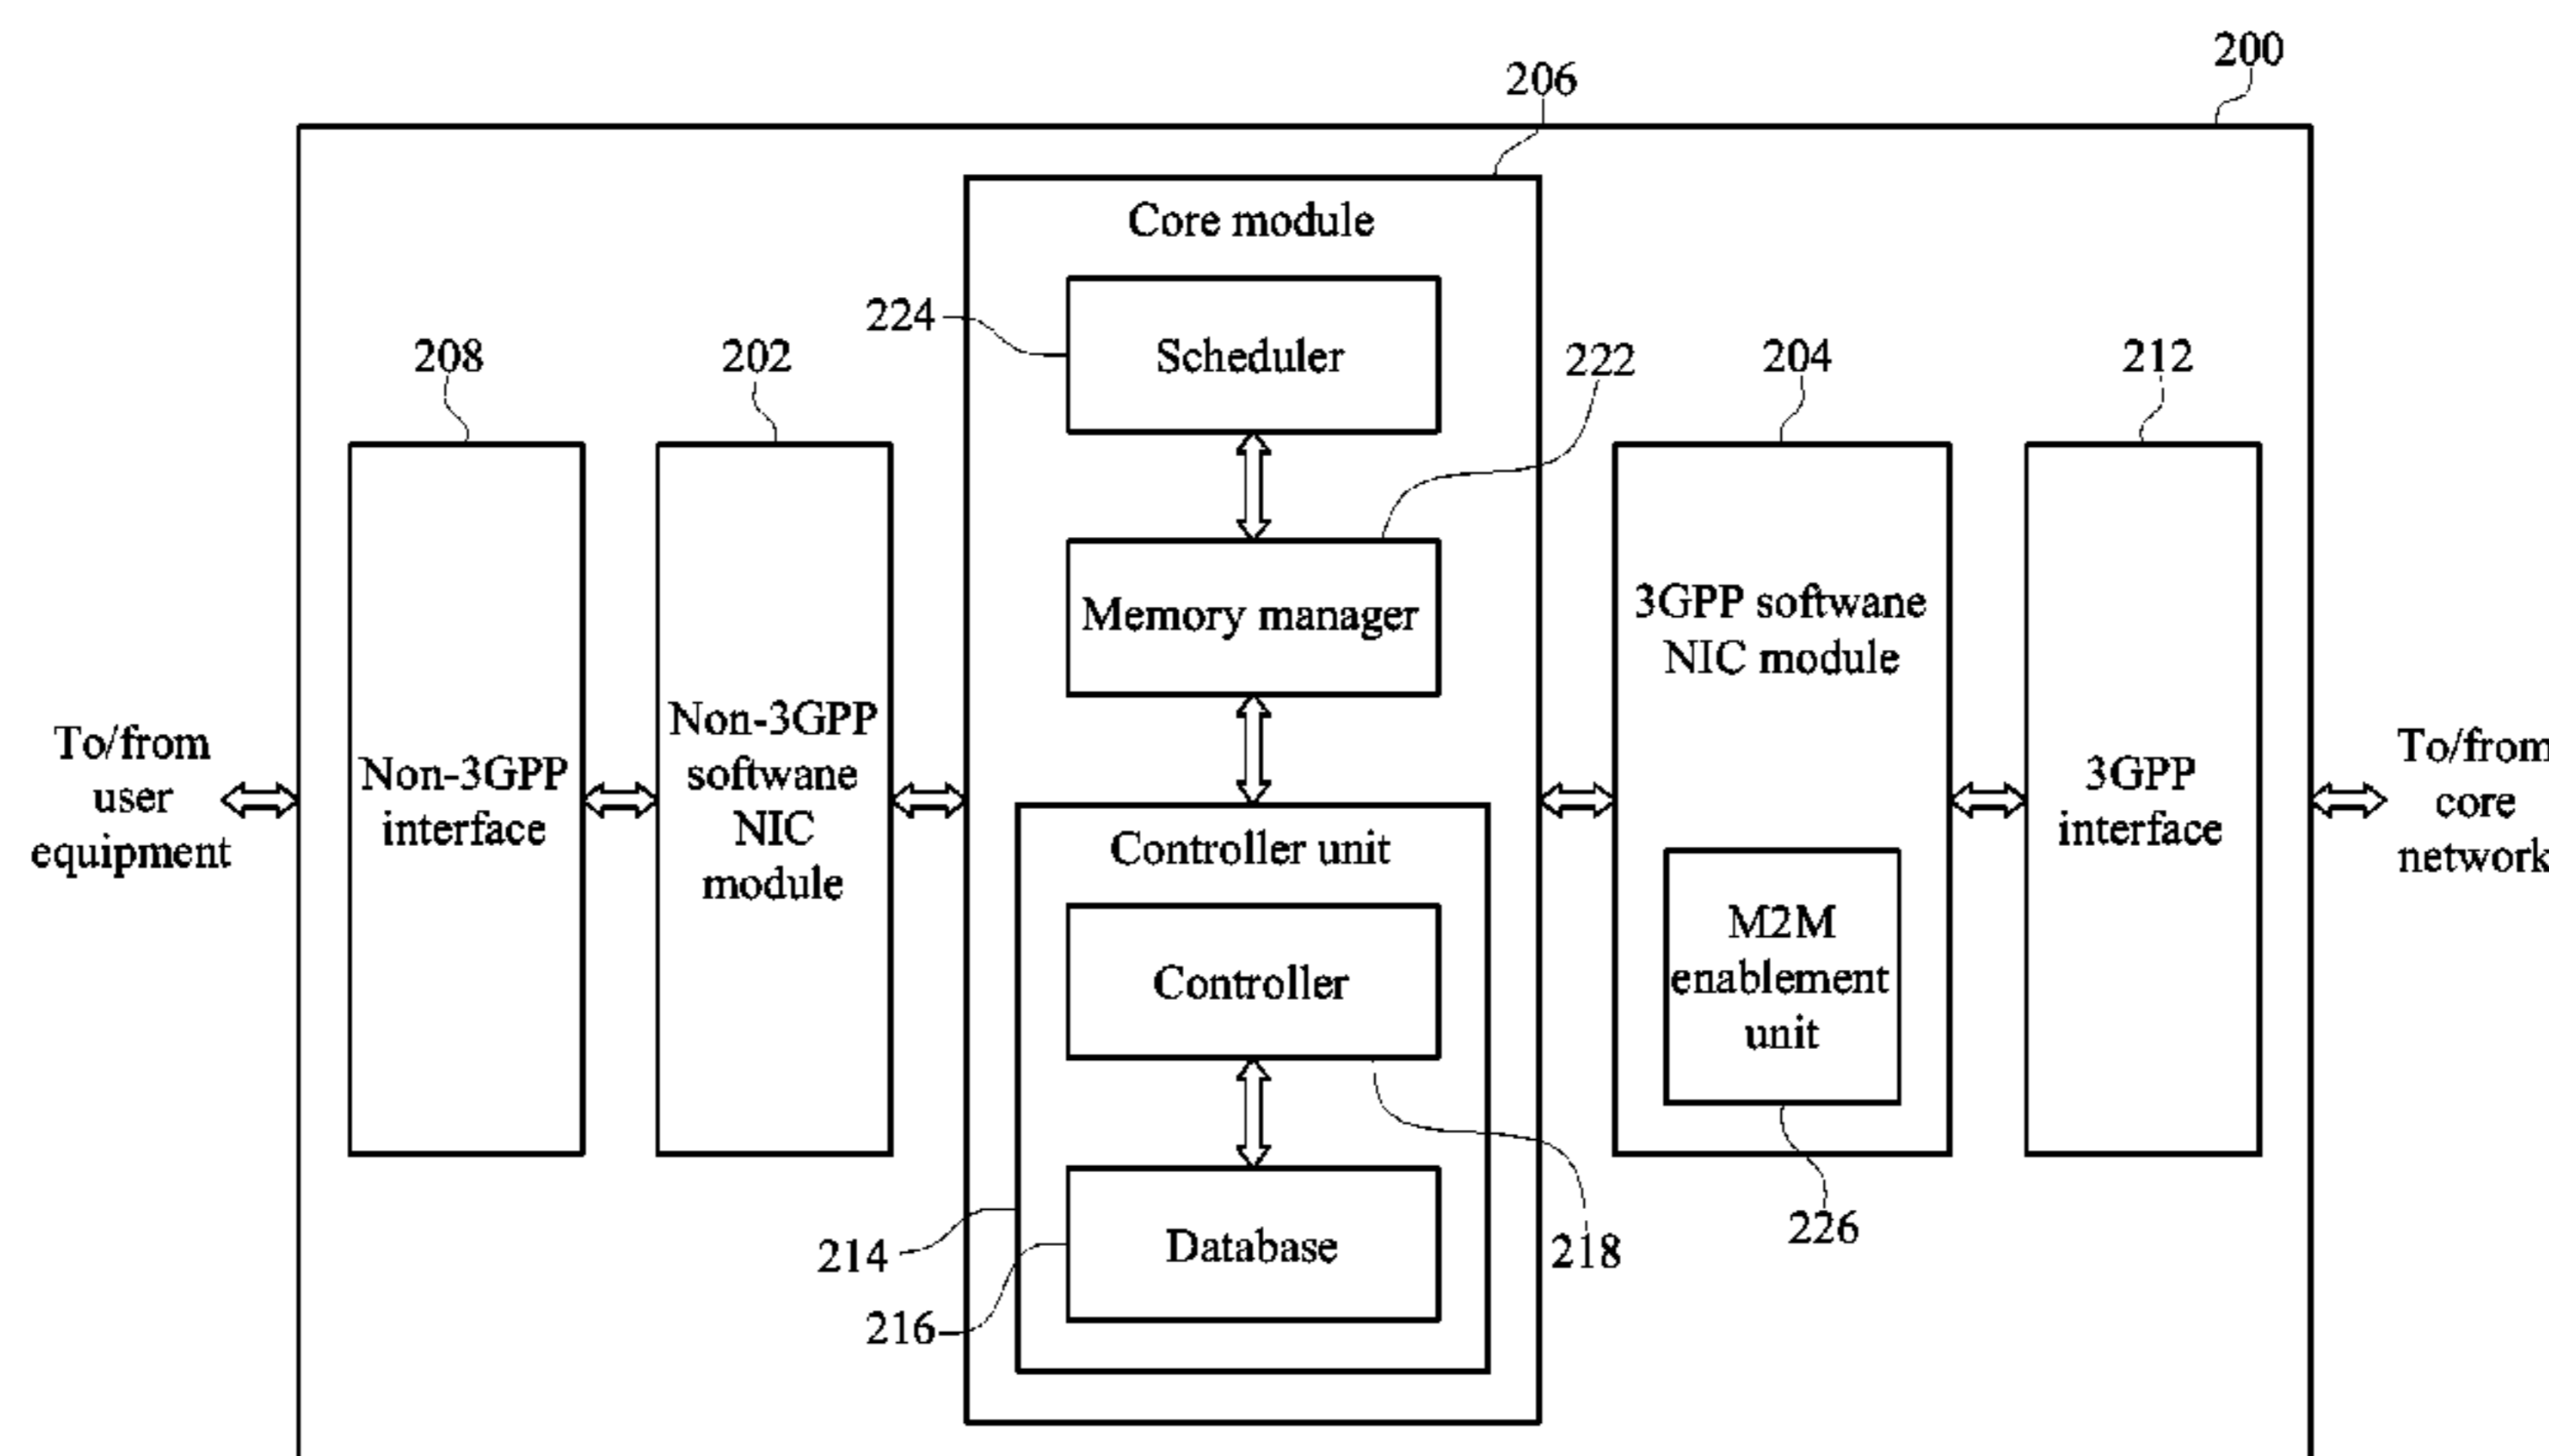 200
206
Core module
224
Scheduler
208
202
222
204
212
Memory manager
3GPP softwane
NIC module
To/from
user
equipment
Non-3GPP
interface
Non-3GPP
softwane
NIC
module
3GPP
interface
To/from
core
network
Controller unit
Controller
M2M
enablement
unit
214
Database
218
226
216